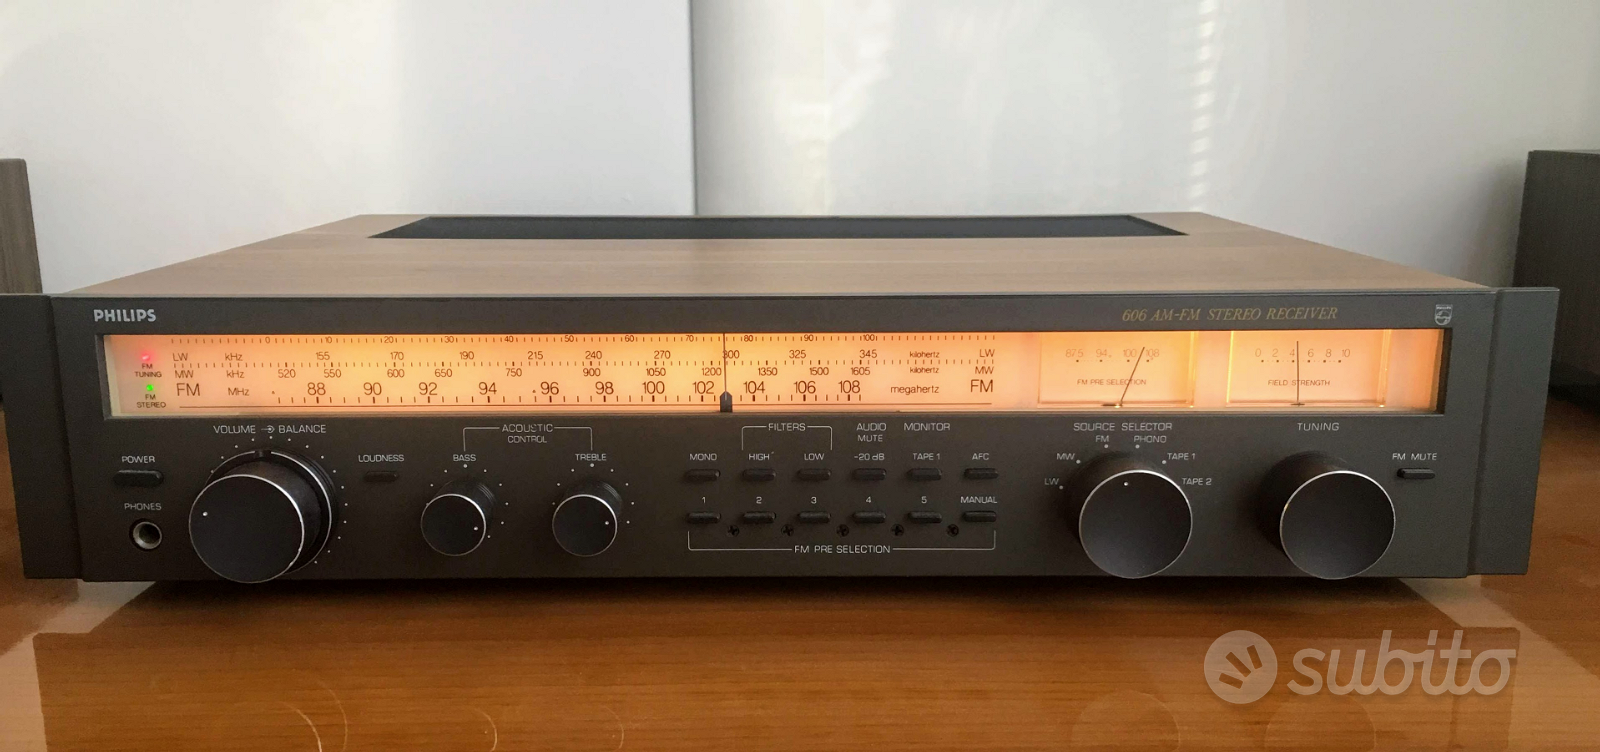 PHILIPS
606 AM-FM STEREO RECEIVER
0 10 20 30 40 50 60 70 80 90 100
LW kHz 155 170 190 215 240 270 300 325 345 kilohertz LW
MW kHz 520 550 600 650 750 900 1050 1200 1350 1500 1605 kilohertz MW
FM MHz 88 90 92 94 96 98 100 102 104 106 108 megahertz FM
FM TUNING
FM STEREO
87.5 94 100 108
FM PRE SELECTION
0 2 4 6 8 10
FIELD STRENGTH
POWER
PHONES
VOLUME BALANCE
LOUDNESS
ACOUSTIC
CONTROL
BASS TREBLE
FILTERS
MONO HIGH LOW
AUDIO
MUTE
-20 dB
MONITOR
TAPE 1
AFC
1 2 3 4 5 MANUAL
FM PRE SELECTION
SOURCE SELECTOR
LW MW FM PHONO TAPE 1 TAPE 2
TUNING
FM MUTE
subito